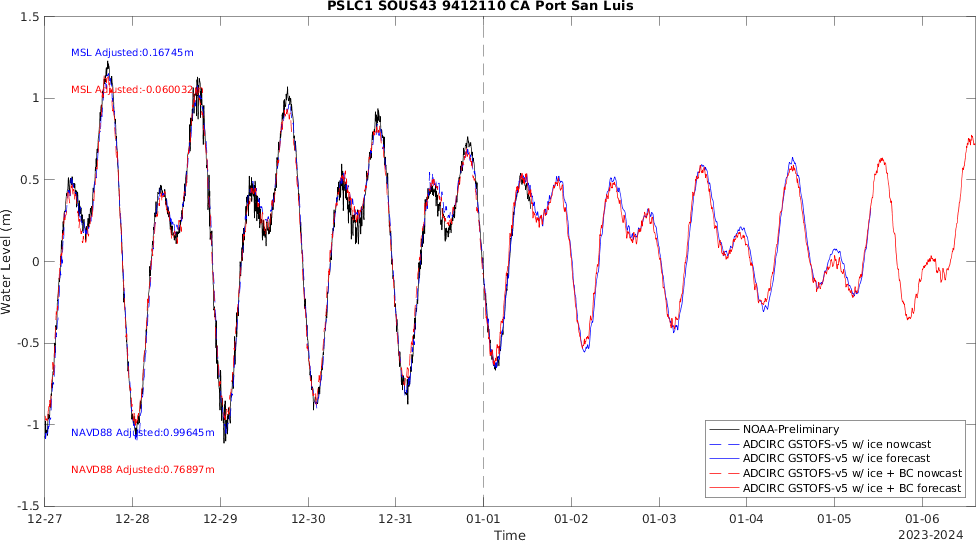 PSLC1 SOUS43 9412110 CA Port San Luis
1.5
1
0.5
0
-0.5
-1
-1.5
Water Level (m)
MSL Adjusted:0.16745m
MSL Adjusted:-0.060032
NAVD88 Adjusted:0.99645m
NAVD88 Adjusted:0.76897m
NOAA-Preliminary
ADCIRC GSTOFS-v5 w/ ice nowcast
ADCIRC GSTOFS-v5 w/ ice forecast
ADCIRC GSTOFS-v5 w/ ice + BC nowcast
ADCIRC GSTOFS-v5 w/ ice + BC forecast
12-27 12-28 12-29 12-30 12-31 01-01 01-02 01-03 01-04 01-05 01-06
Time
2023-2024